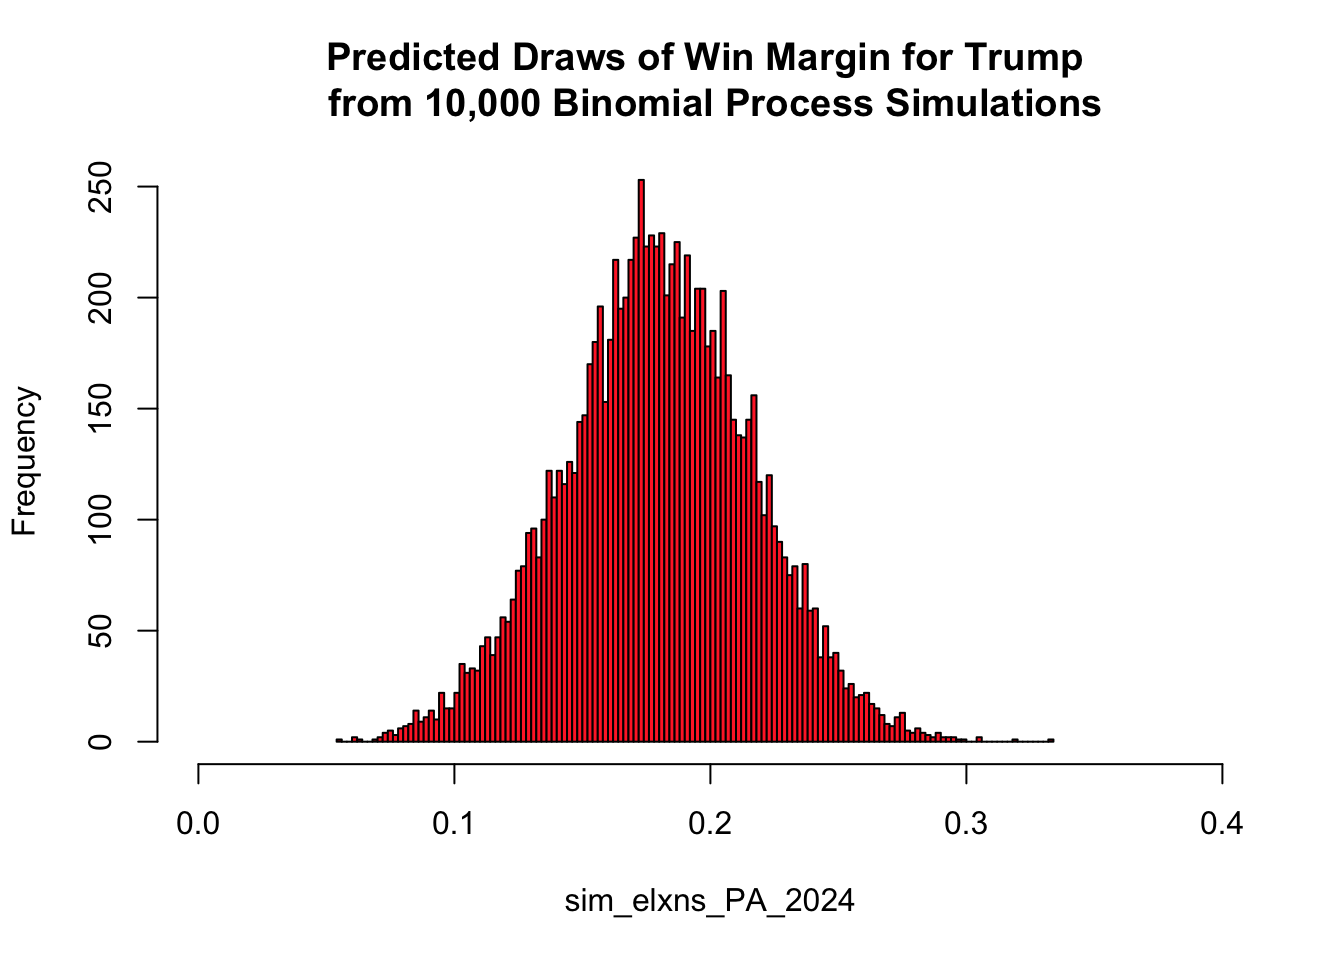 Predicted Draws of Win Margin for Trump
from 10,000 Binomial Process Simulations
Frequency
250
200
150
100
50
0
0.0 0.1 0.2 0.3 0.4
sim_elxns_PA_2024